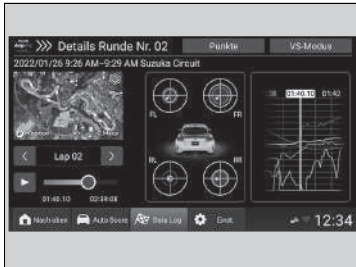 Details Runde Nr. 02
Punkte
VS-Modus
2022/01/26 9:26 AM–9:29 AM Suzuka Circuit
FL
FR
01:40.10
01:42
Lap 02
RL
RR
01:40.10
02:39.08
Nach oben
Auto Score
Data Log
Einst.
12:34